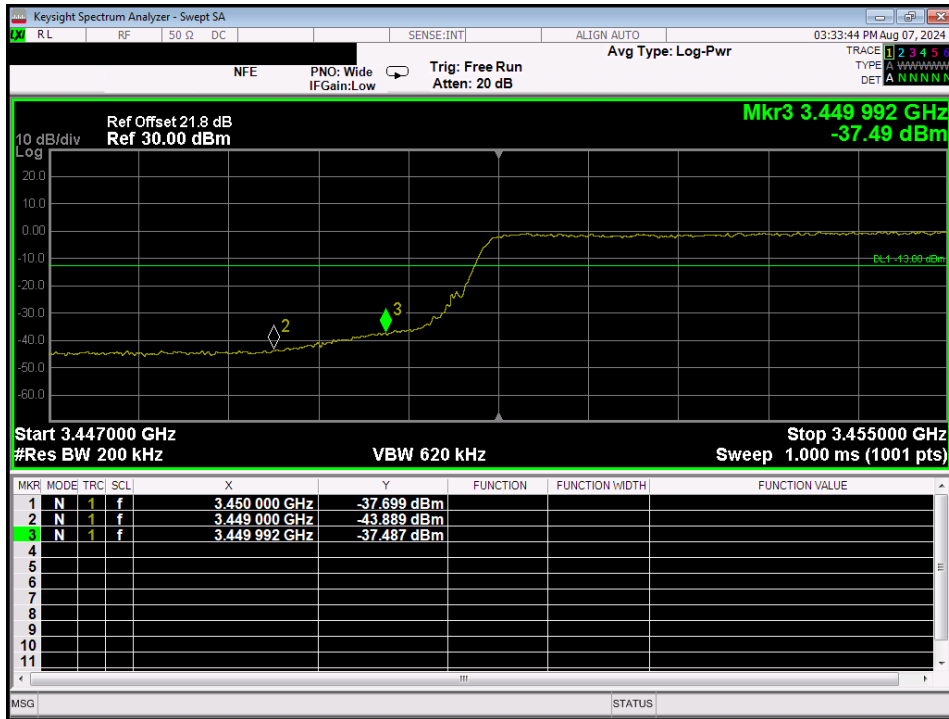 Keysight Spectrum Analyzer - Swept SA
LXI RL RF 50 Ω DC SENSE:INT ALIGN AUTO 03:33:44 PM Aug 07, 2024
NFE PNO: Wide Trig: Free Run Avg Type: Log-Pwr TRACE 1 2 3 4 5 6
IFGain:Low Atten: 20 dB TYPE A WWWWW
DET A N N N N N
Mkr3 3.449 992 GHz
-37.49 dBm
Ref Offset 21.8 dB
10 dB/div Ref 30.00 dBm
Log
20.0
10.0
0.00
-10.0
DL1 -13.00 dBm
-20.0
-30.0
3
2
-40.0
-50.0
-60.0
Start 3.447000 GHz Stop 3.455000 GHz
#Res BW 200 kHz VBW 620 kHz Sweep 1.000 ms (1001 pts)
MKR MODE TRC SCL X Y FUNCTION FUNCTION WIDTH FUNCTION VALUE
1 N 1 f 3.450 000 GHz -37.699 dBm
2 N 1 f 3.449 000 GHz -43.889 dBm
3 N 1 f 3.449 992 GHz -37.487 dBm
4
5
6
7
8
9
10
11
MSG STATUS